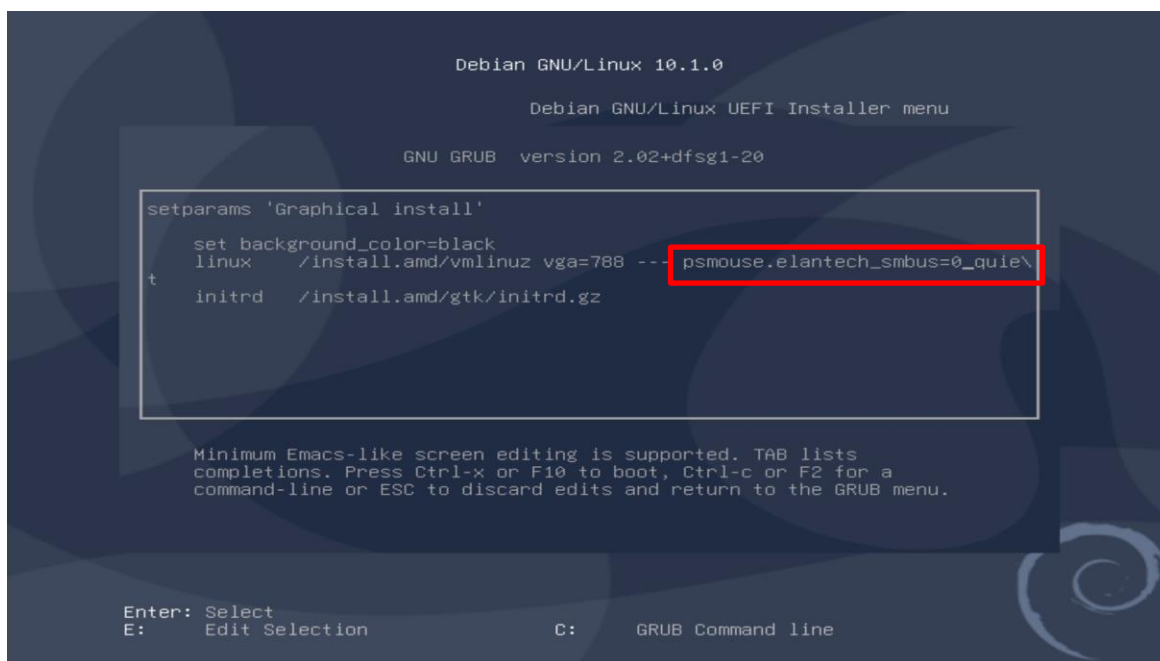 Debian GNU/Linux 10.1.0
Debian GNU/Linux UEFI Installer menu
GNU GRUB  version 2.02+dfsg1-20
setparams 'Graphical install'
set background_color=black
linux    /install.amd/vmlinuz vga=788 --- psmouse.elantech_smbus=0_quie\
t
initrd   /install.amd/gtk/initrd.gz
Minimum Emacs-like screen editing is supported. TAB lists
completions. Press Ctrl-x or F10 to boot, Ctrl-c or F2 for a
command-line or ESC to discard edits and return to the GRUB menu.
Enter: Select
E:     Edit Selection                C:     GRUB Command line